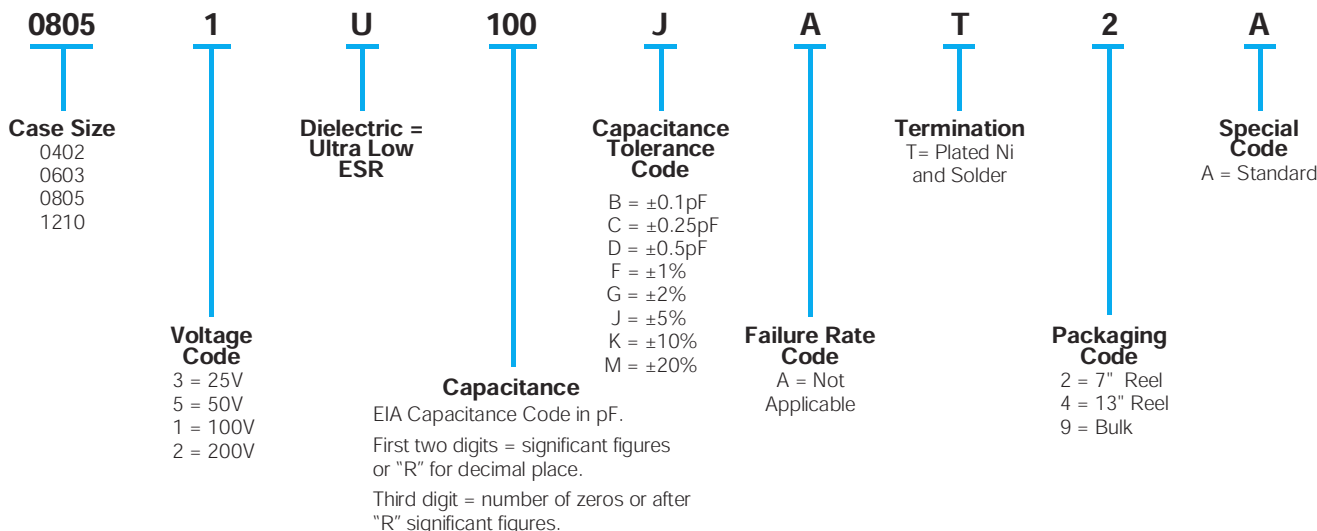 0805 1 U 100 J A T 2 A
Case Size
0402
0603
0805
1210
Voltage
Code
3 = 25V
5 = 50V
1 = 100V
2 = 200V
Dielectric =
Ultra Low
ESR
Capacitance
EIA Capacitance Code in pF.
First two digits = significant figures
or “R” for decimal place.
Third digit = number of zeros or after
“R” significant figures.
Capacitance
Tolerance
Code
B = ±0.1pF
C = ±0.25pF
D = ±0.5pF
F = ±1%
G = ±2%
J = ±5%
K = ±10%
M = ±20%
Failure Rate
Code
A = Not
Applicable
Termination
T= Plated Ni
and Solder
Packaging
Code
2 = 7" Reel
4 = 13" Reel
9 = Bulk
Special
Code
A = Standard